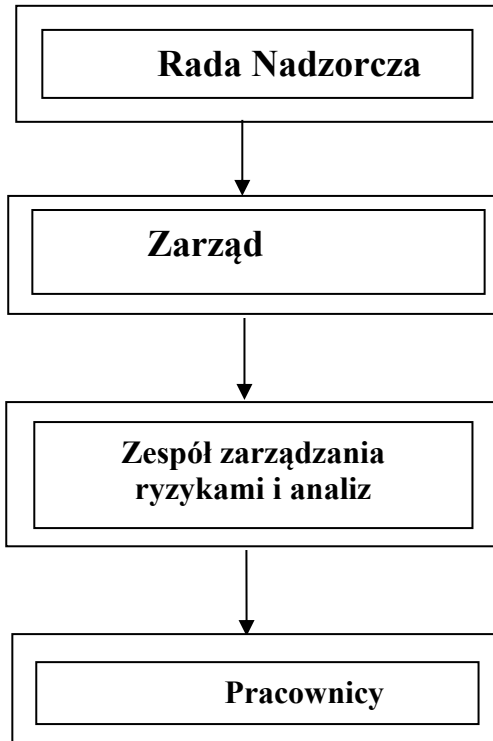 Rada Nadzorcza
Zarząd
Zespół zarządzania
ryzykami i analiz
Pracownicy